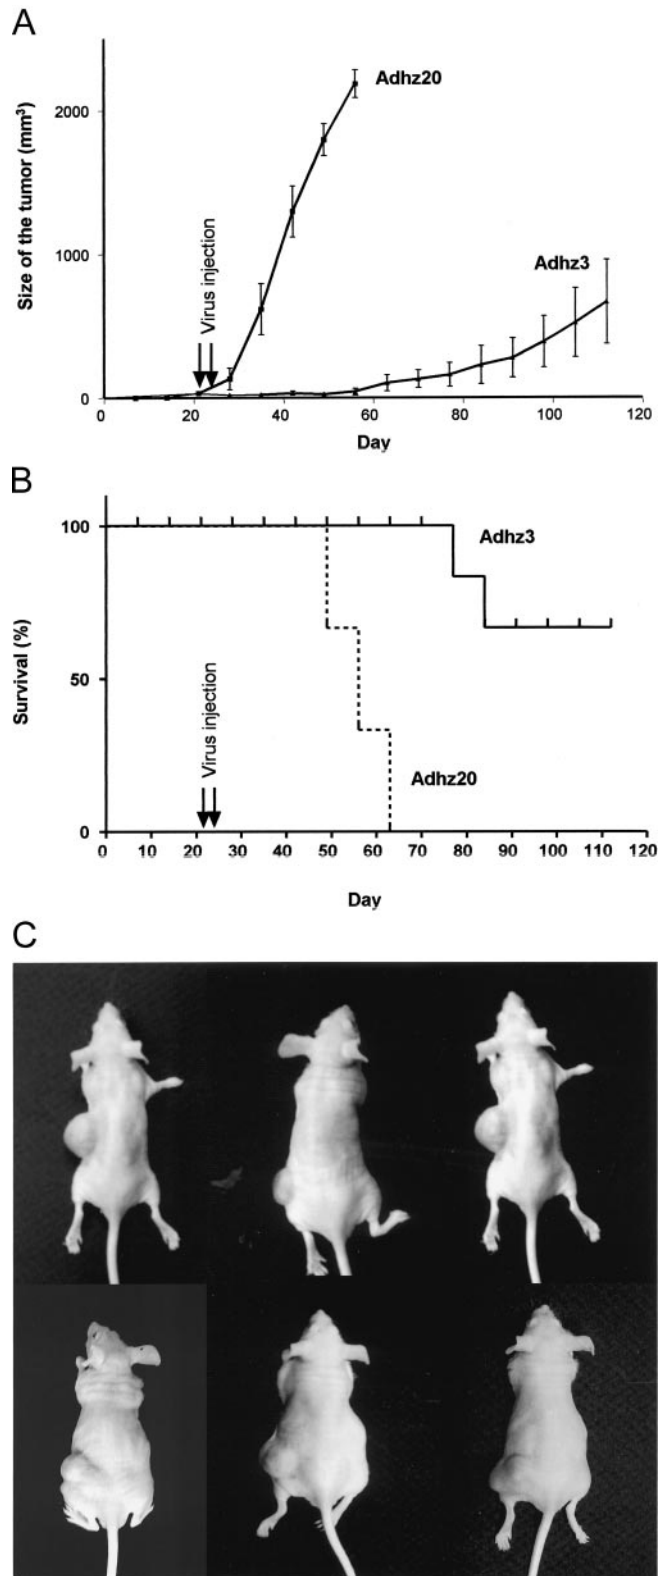 A
Size of the tumor (mm³)
2000
1000
0
Virus injection
Adhz20
Adhz3
0 20 40 60 80 100 120
Day
B
Survival (%)
100
50
0
Virus injection
Adhz3
Adhz20
0 10 20 30 40 50 60 70 80 90 100 110 120
Day
C